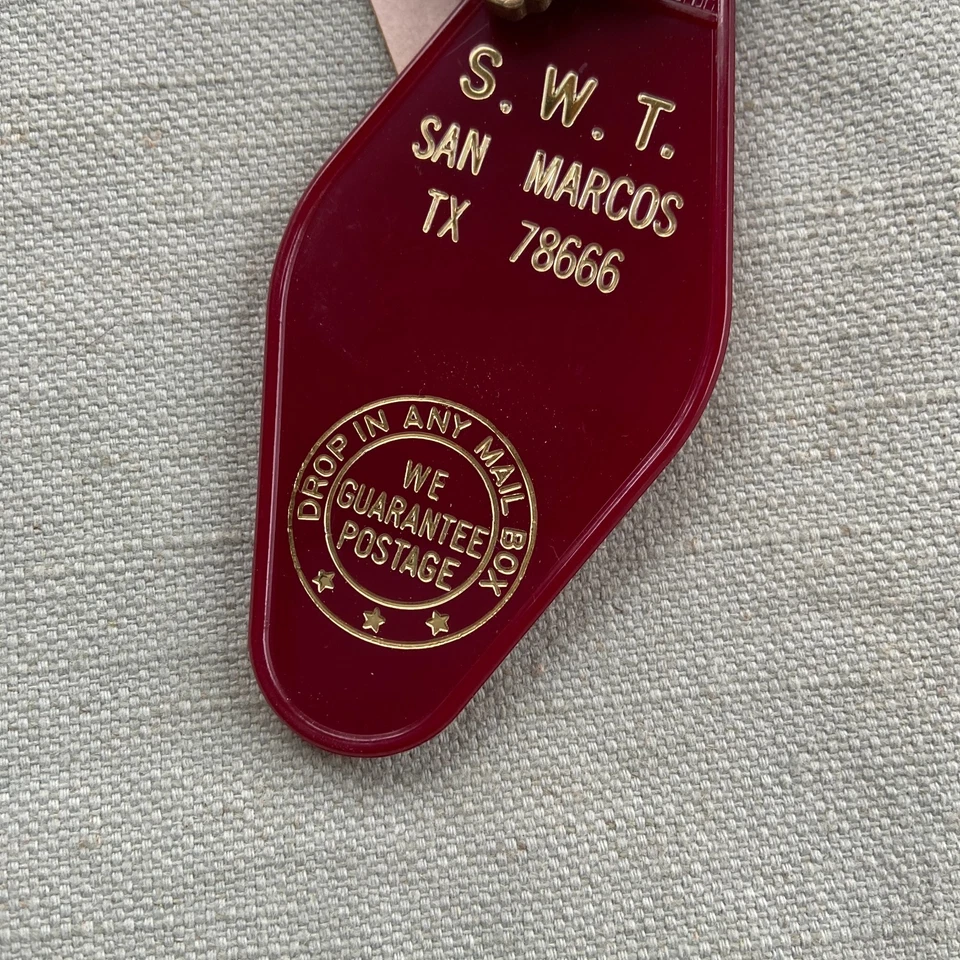 S. W. T.
SAN MARCOS
TX 78666
DROP IN ANY MAIL BOX
WE
GUARANTEE
POSTAGE